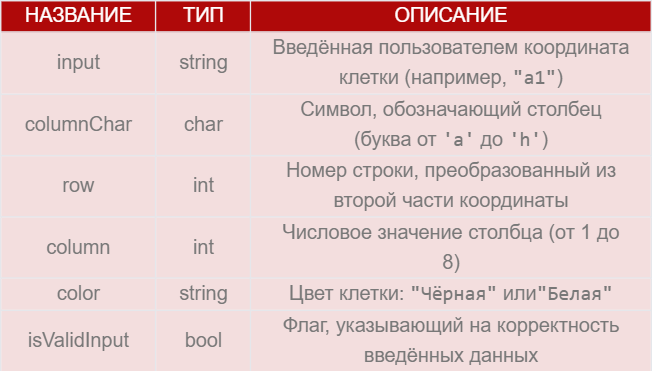 НАЗВАНИЕ ТИП ОПИСАНИЕ
input string Введённая пользователем координата
клетки (например, "a1")
columnChar char Символ, обозначающий столбец
(буква от 'a' до 'h')
row int Номер строки, преобразованный из
второй части координаты
column int Числовое значение столбца (от 1 до
8)
color string Цвет клетки: "Чёрная" или"Белая"
isValidInput bool Флаг, указывающий на корректность
введённых данных